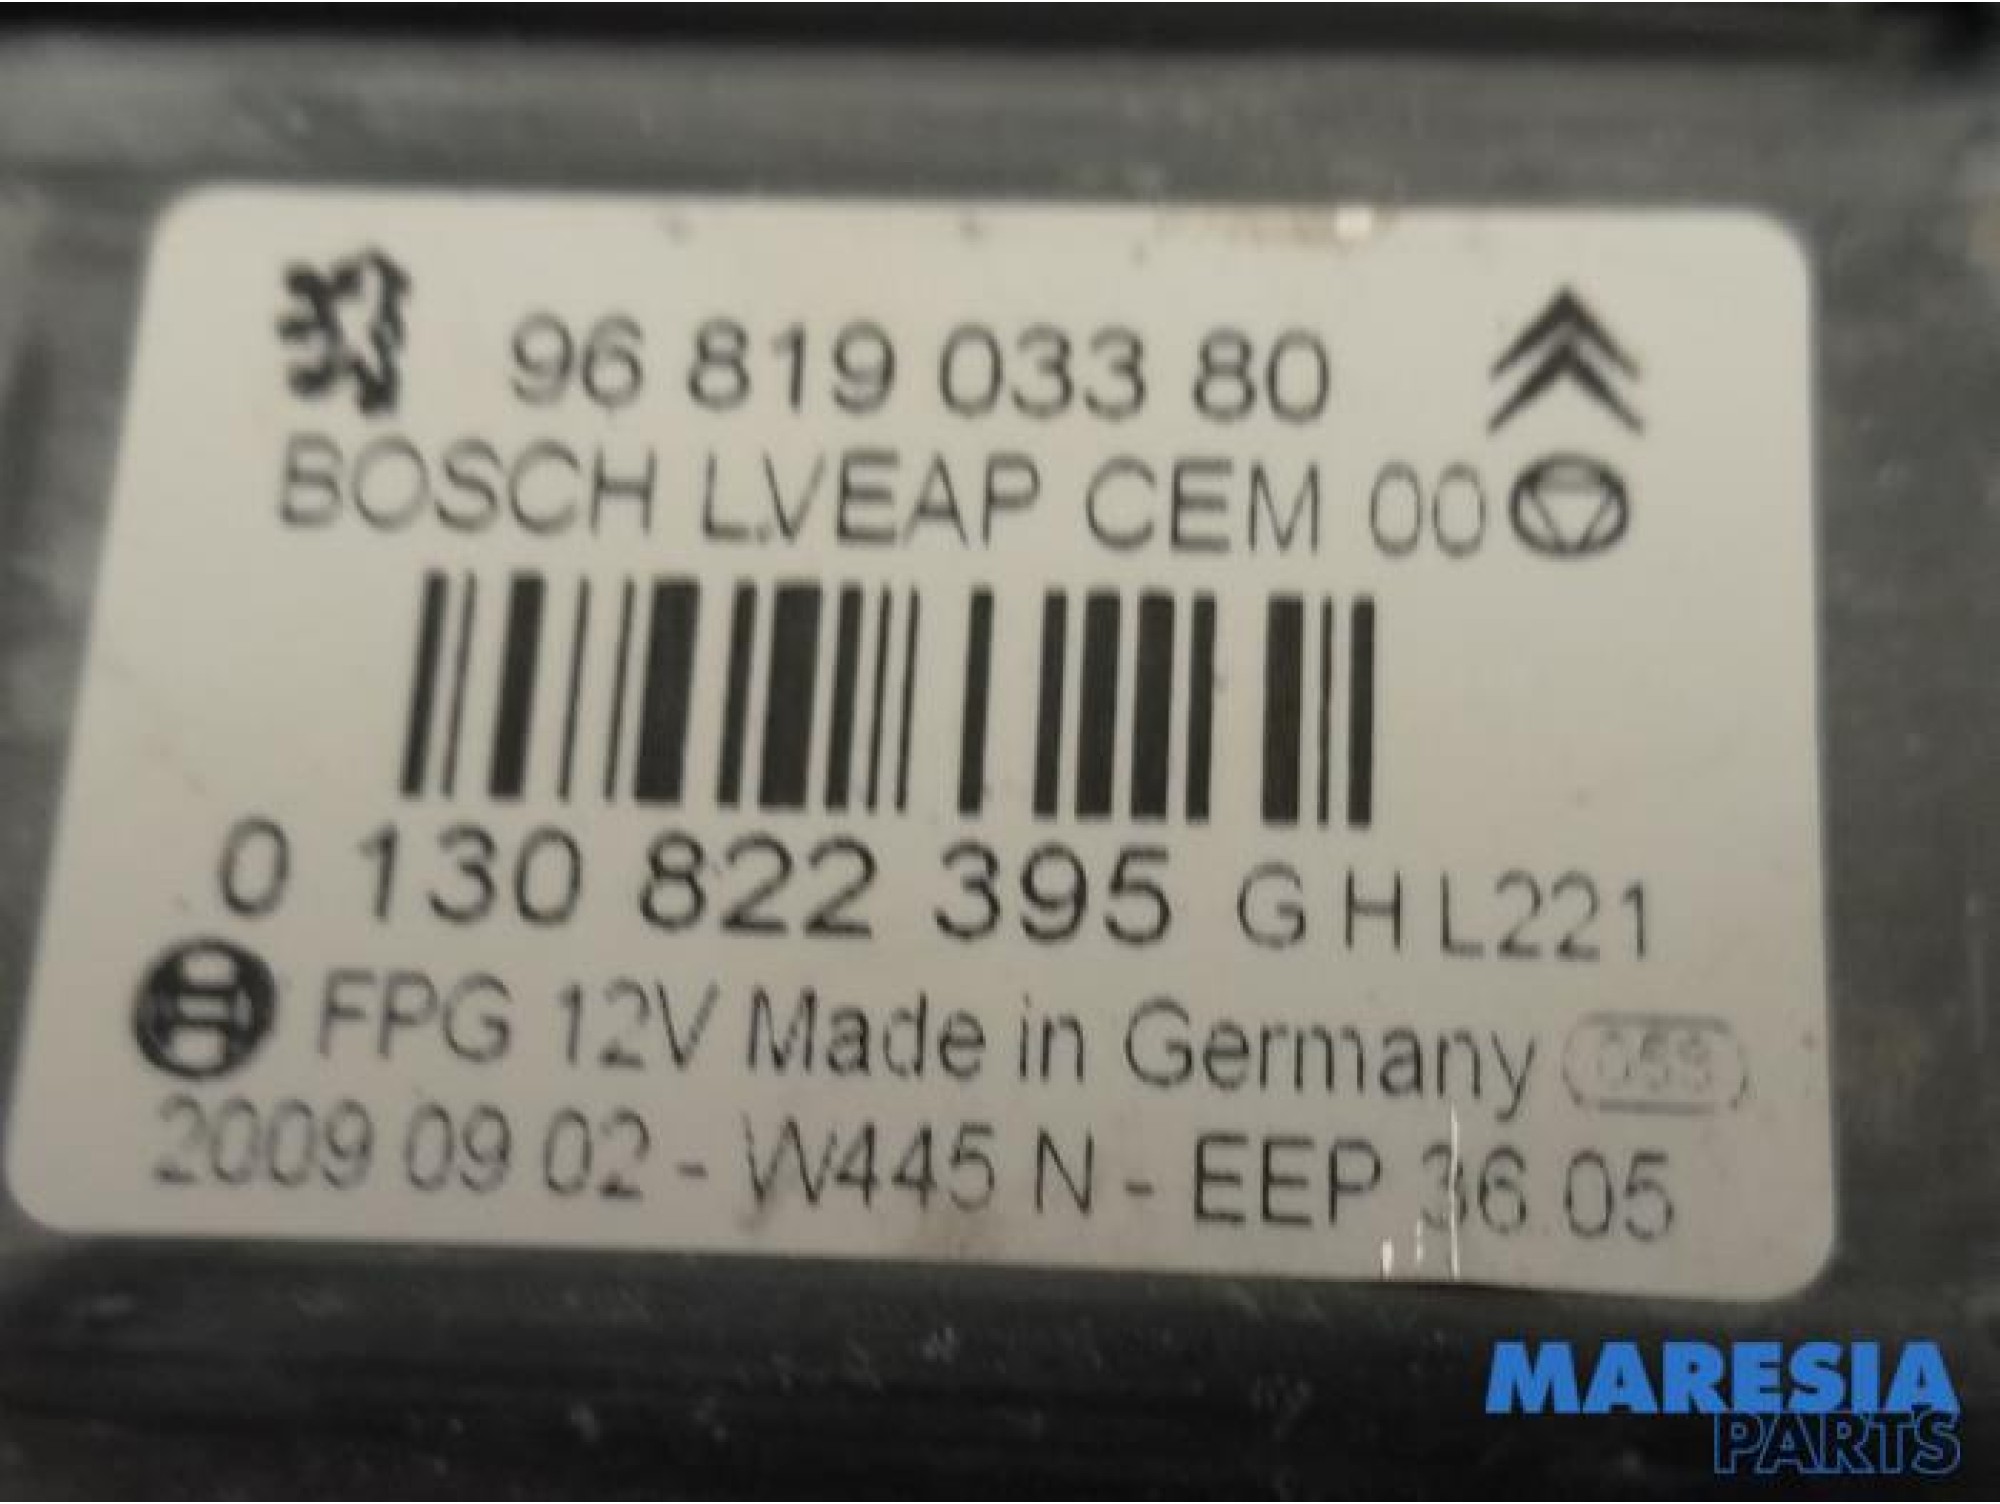 96 819 033 80
BOSCH LVEAP CEM 00
0 130 822 395 G H L221
FPG 12V Made in Germany
2009 09 02 - W445 N - EEP 36 05
MARESIA
PARTS